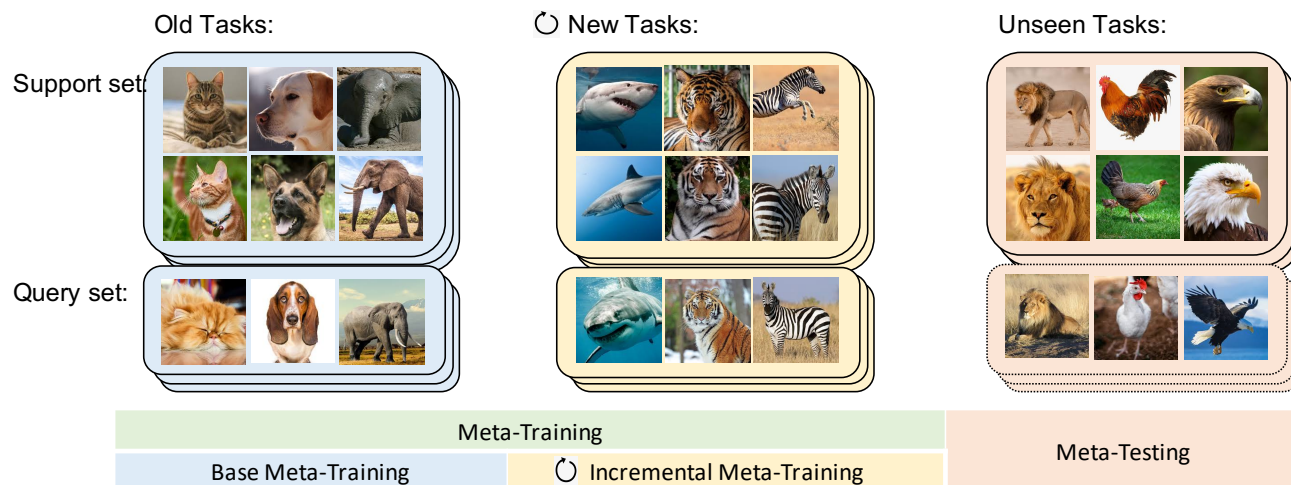 Old Tasks:
New Tasks:
Unseen Tasks:
Support set:
Query set:
Meta-Training
Meta-Testing
Base Meta-Training
Incremental Meta-Training